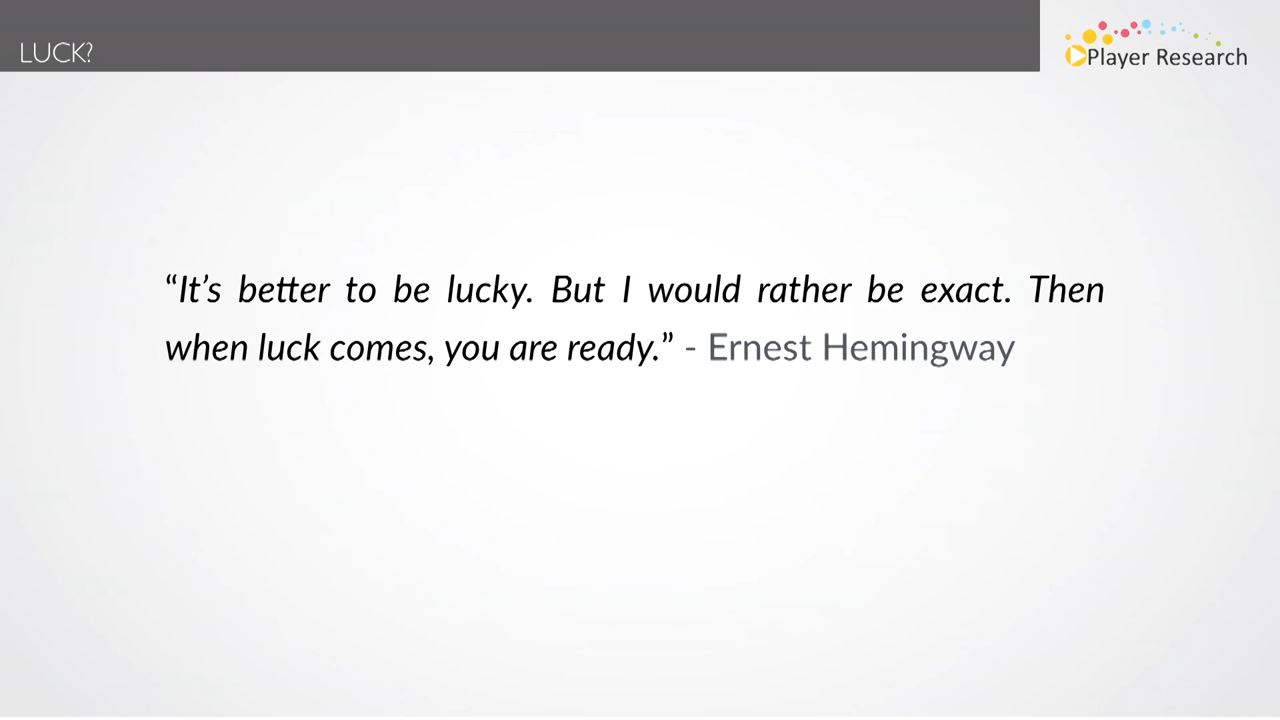 LUCK?
Player Research
“It’s better to be lucky. But I would rather be exact. Then
when luck comes, you are ready.” - Ernest Hemingway